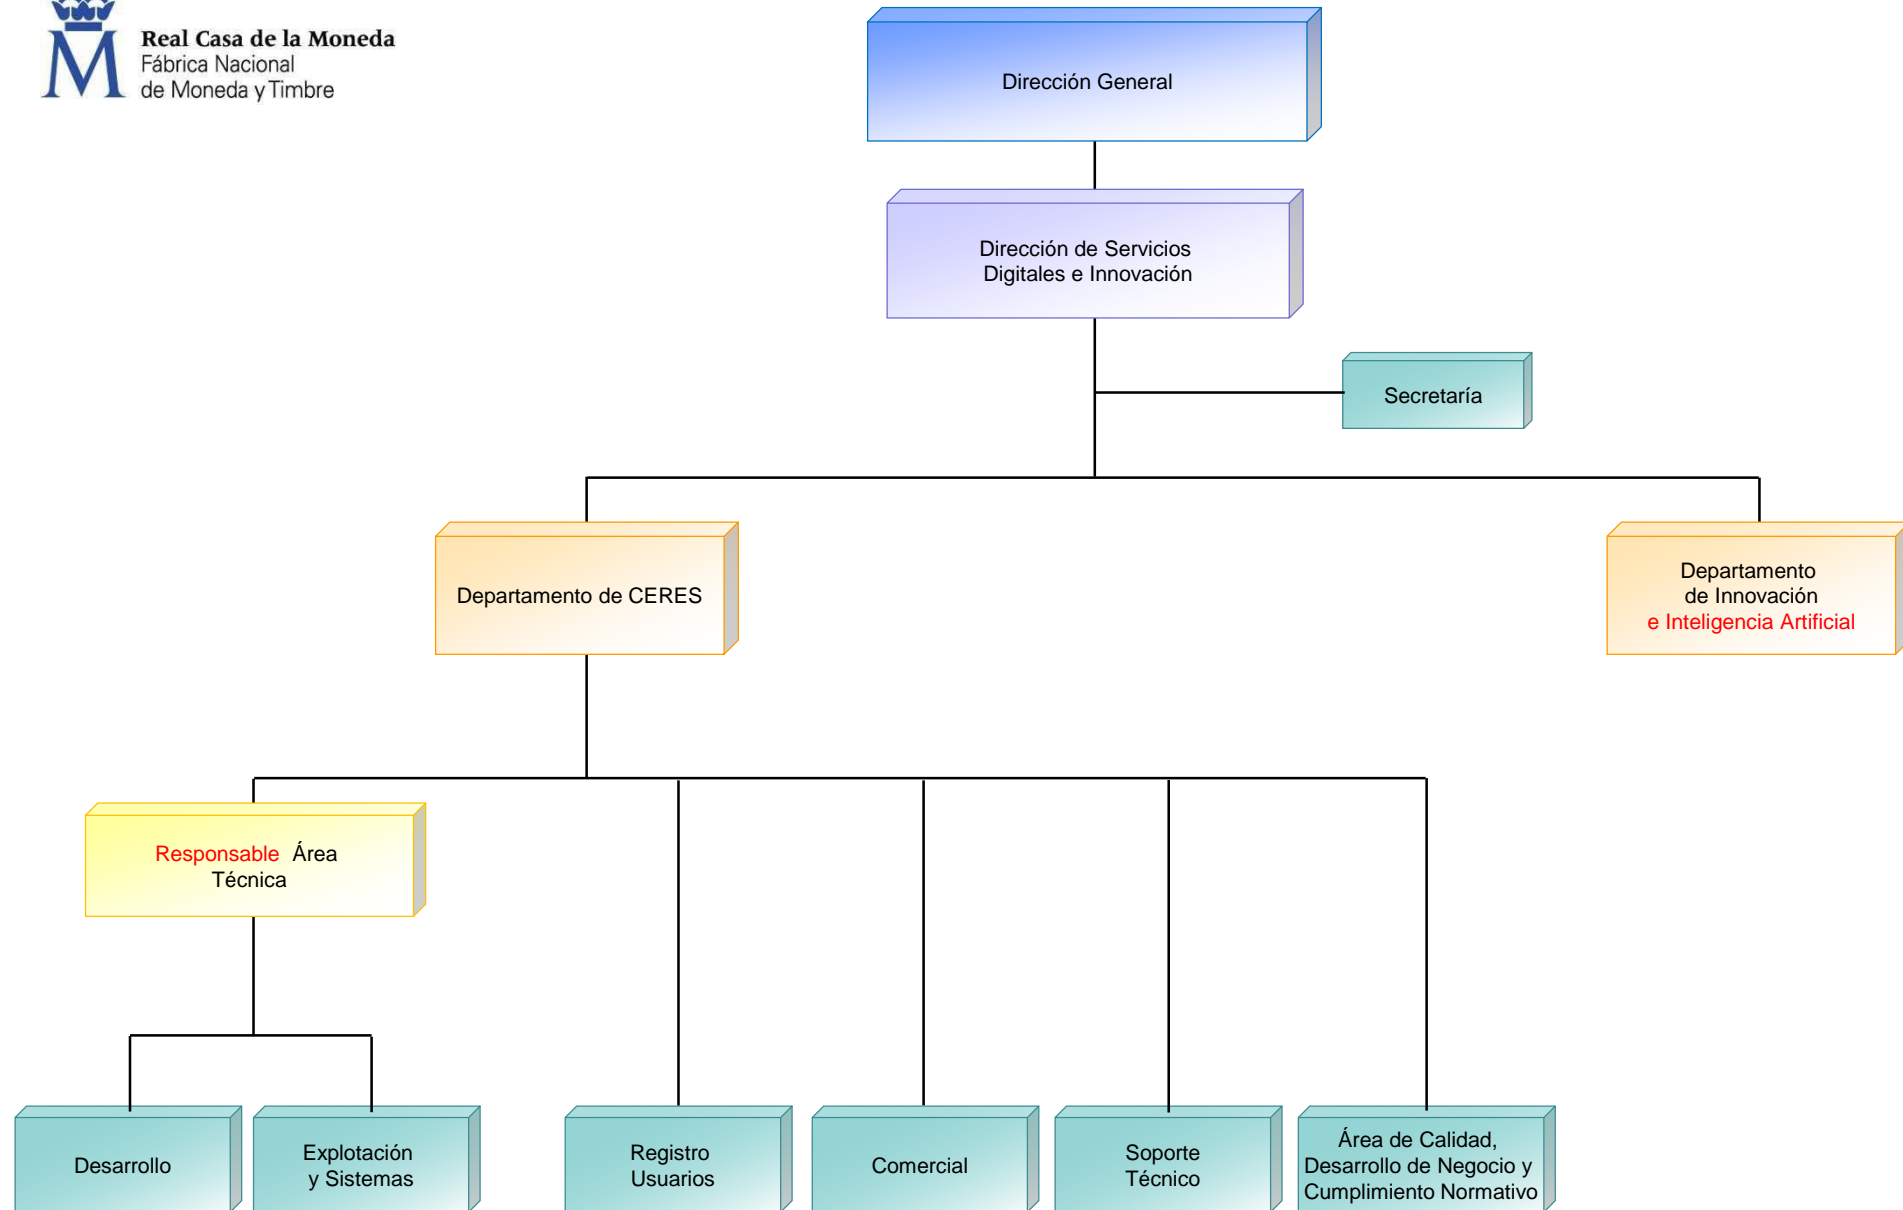 Real Casa de la Moneda
Fábrica Nacional
de Moneda y Timbre
Dirección General
Dirección de Servicios
Digitales e Innovación
Secretaría
Departamento de CERES
Departamento
de Innovación
e Inteligencia Artificial
Responsable Área
Técnica
Desarrollo
Explotación
y Sistemas
Registro
Usuarios
Comercial
Soporte
Técnico
Área de Calidad,
Desarrollo de Negocio y
Cumplimiento Normativo